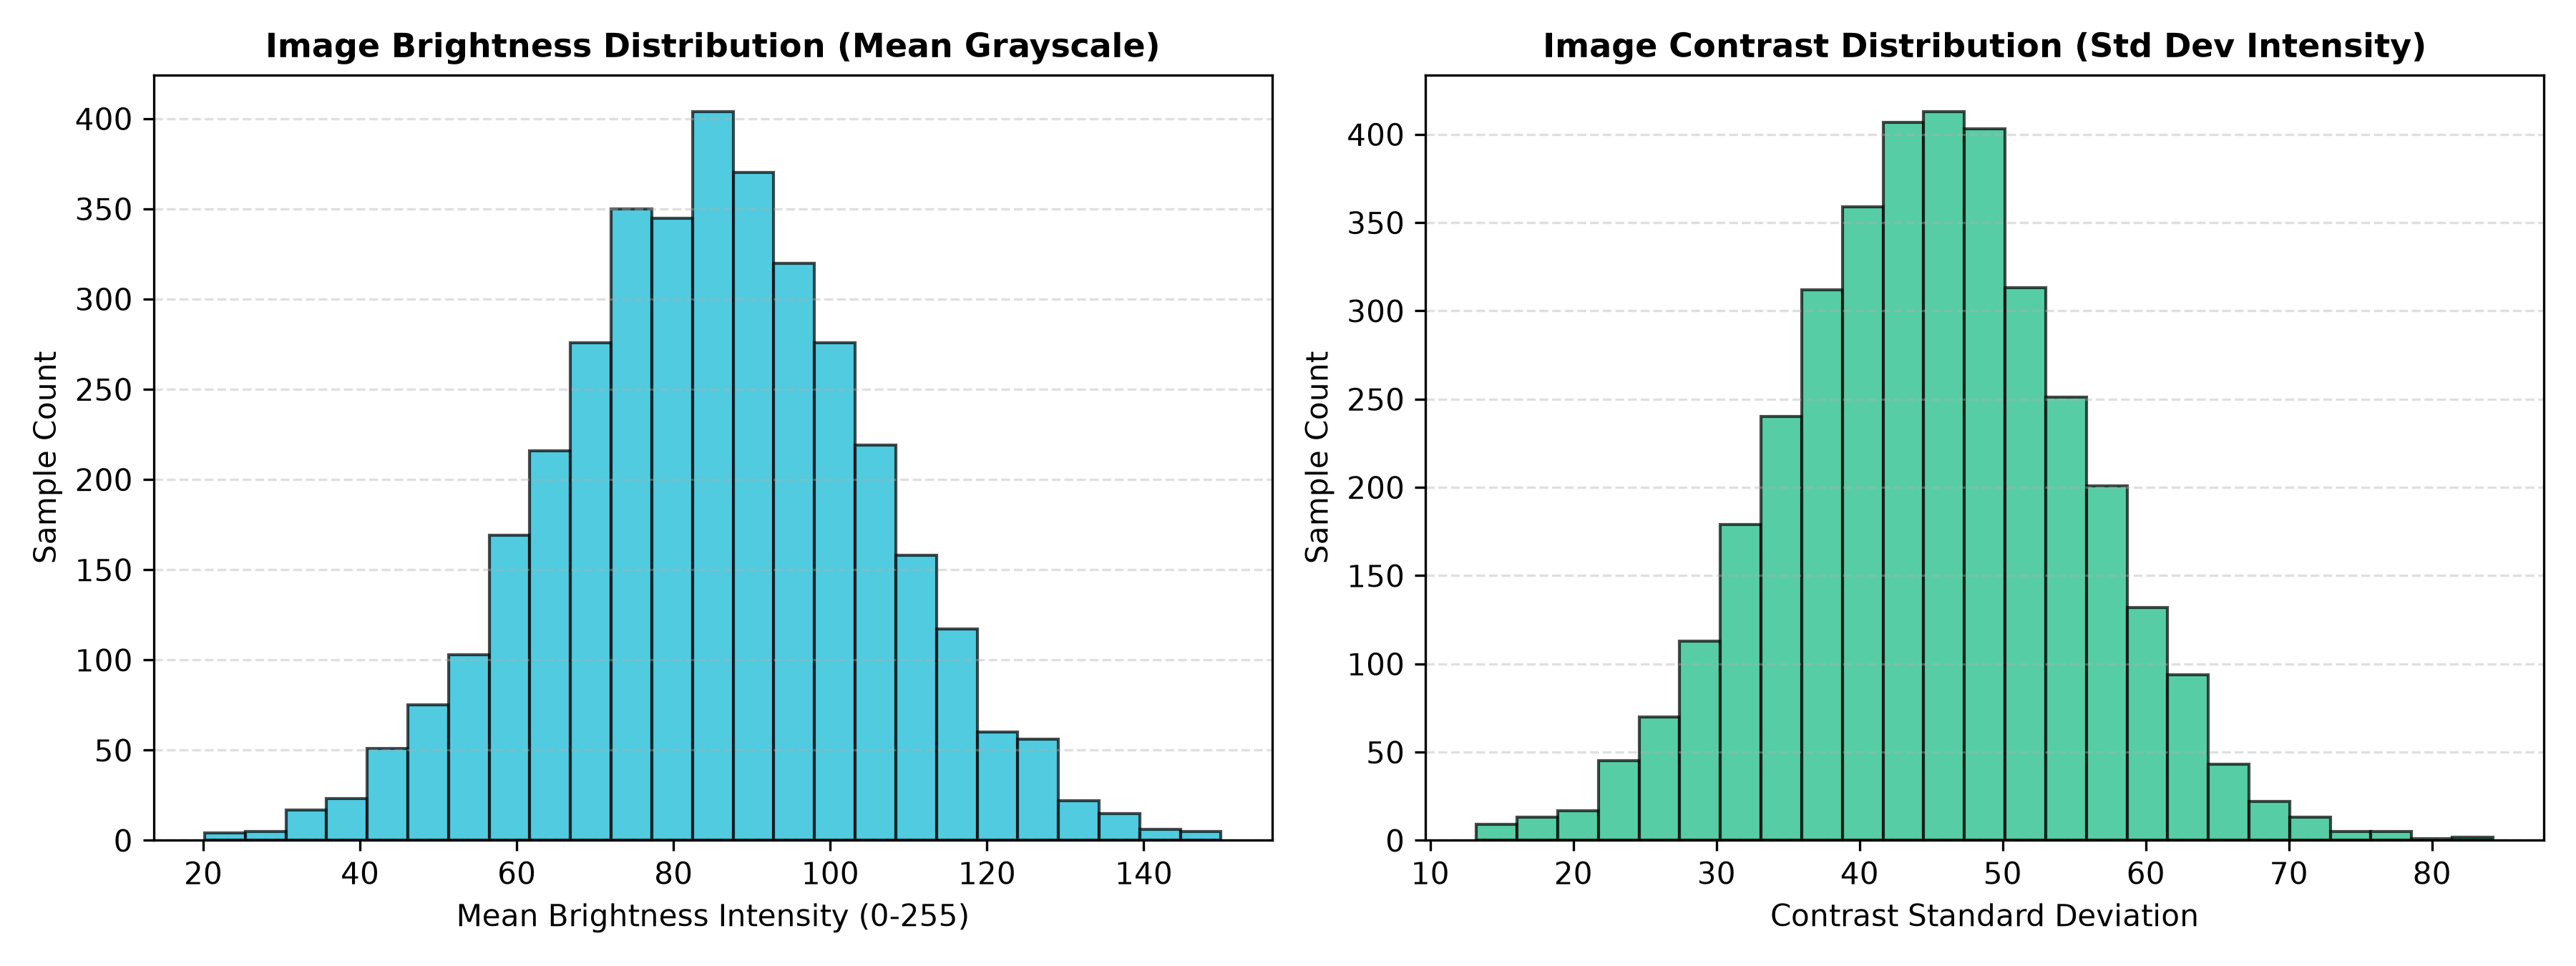 Image Brightness Distribution (Mean Grayscale)
400
350
300
250
200
150
100
50
0
Sample Count
20 40 60 80 100 120 140
Mean Brightness Intensity (0-255)
Image Contrast Distribution (Std Dev Intensity)
400
350
300
250
200
150
100
50
0
Sample Count
10 20 30 40 50 60 70 80
Contrast Standard Deviation